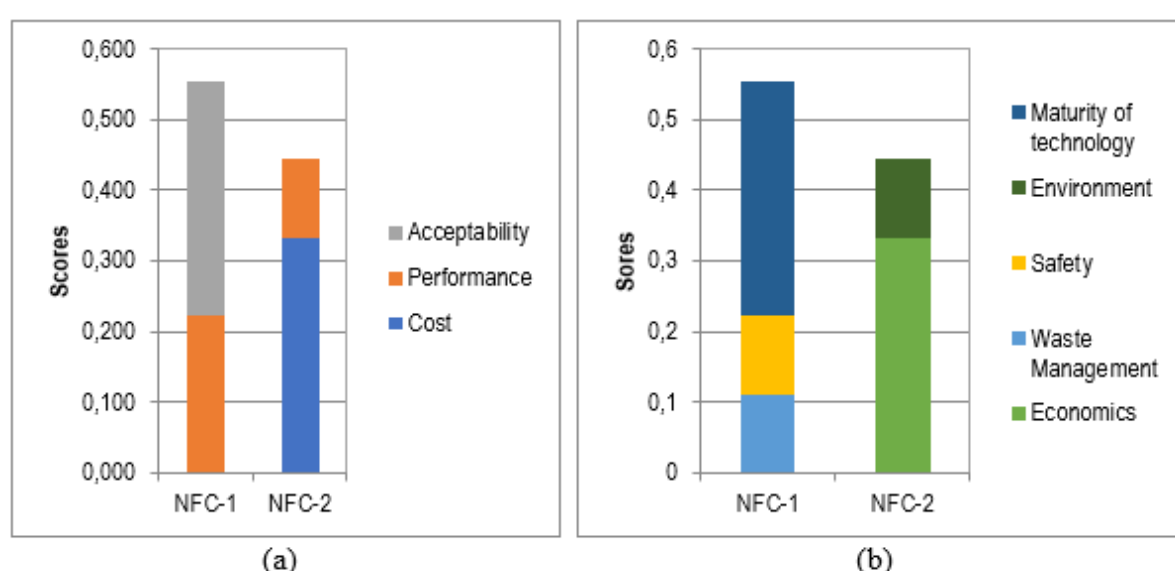 0,600
0,500
0,400
0,300
0,200
0,100
0,000
Scores
NFC-1 NFC-2
Acceptability
Performance
Cost
(a)
0,6
0,5
0,4
0,3
0,2
0,1
0
Sores
NFC-1 NFC-2
Maturity of
technology
Environment
Safety
Waste
Management
Economics
(b)